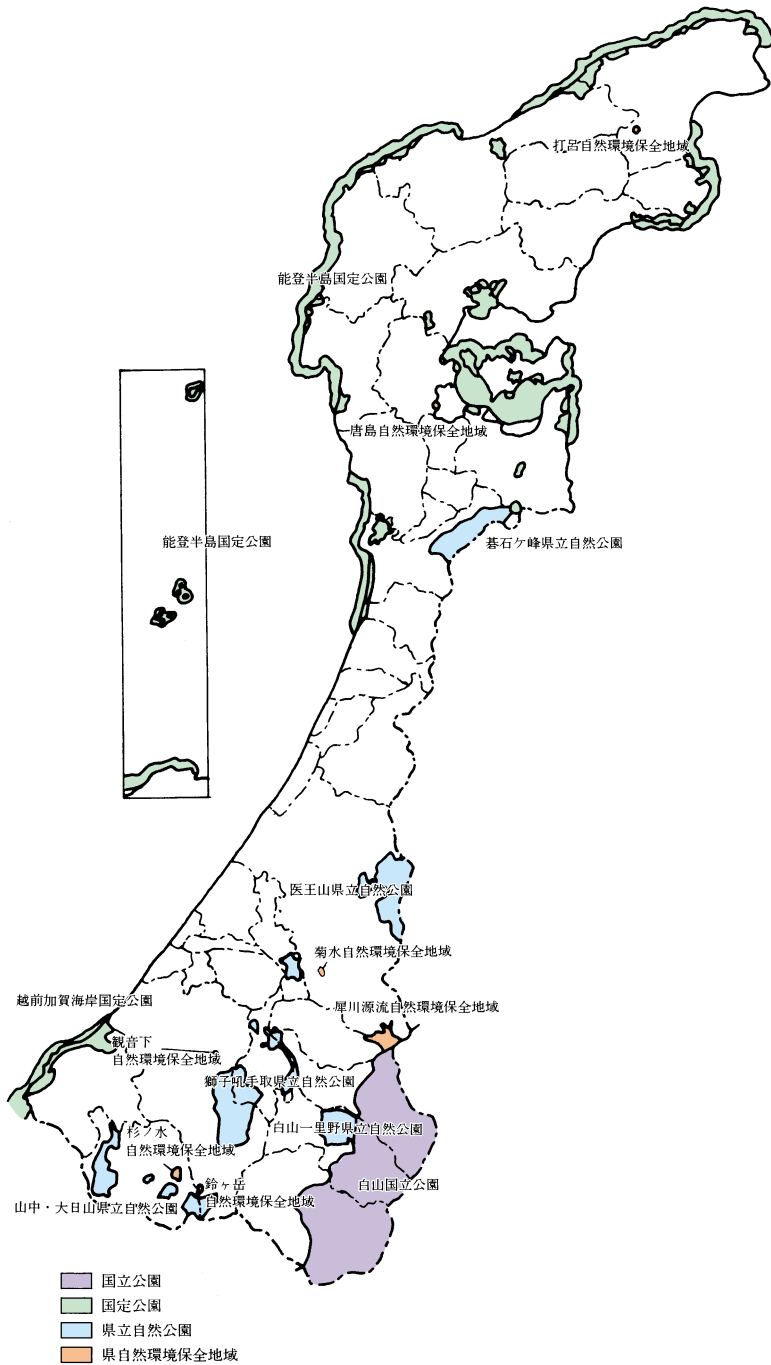 打呂自然環境保全地域
能登半島国定公園
唐島自然環境保全地域
能登半島国定公園
碁石ケ峰県立自然公園
医王山県立自然公園
菊水自然環境保全地域
越前加賀海岸国定公園
犀川源流自然環境保全地域
観音下
自然環境保全地域
獅子吼手取県立自然公園
白山一里野県立自然公園
杉ノ水
自然環境保全地域
鈴ヶ岳
自然環境保全地域
白山国立公園
山中・大日山県立自然公園
国立公園
国定公園
県立自然公園
県自然環境保全地域